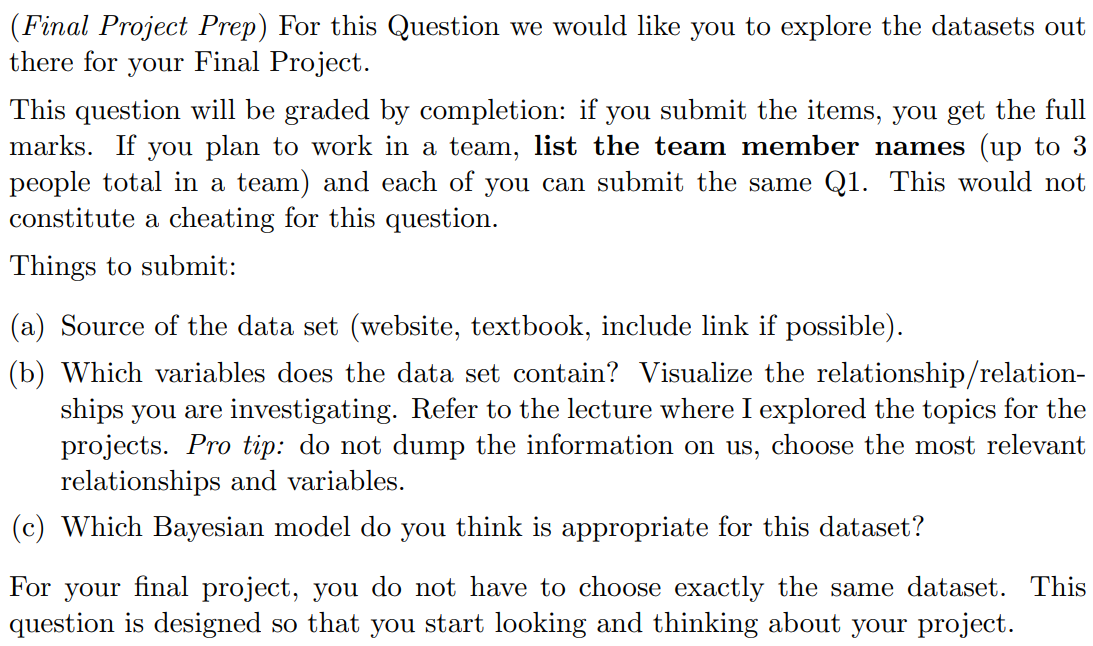 (Final Project Prep) For this Question we would like you to explore the datasets out
there for your Final Project.
This question will be graded by completion: if you submit the items, you get the full
marks. If you plan to work in a team, list the team member names (up to 3
people total in a team) and each of you can submit the same Q1. This would not
constitute a cheating for this question.
Things to submit:
(a) Source of the data set (website, textbook, include link if possible).
(b) Which variables does the data set contain? Visualize the relationship/relation-
ships you are investigating. Refer to the lecture where I explored the topics for the
projects. Pro tip: do not dump the information on us, choose the most relevant
relationships and variables.
(c) Which Bayesian model do you think is appropriate for this dataset?
For your final project, you do not have to choose exactly the same dataset. This
question is designed so that you start looking and thinking about your project.